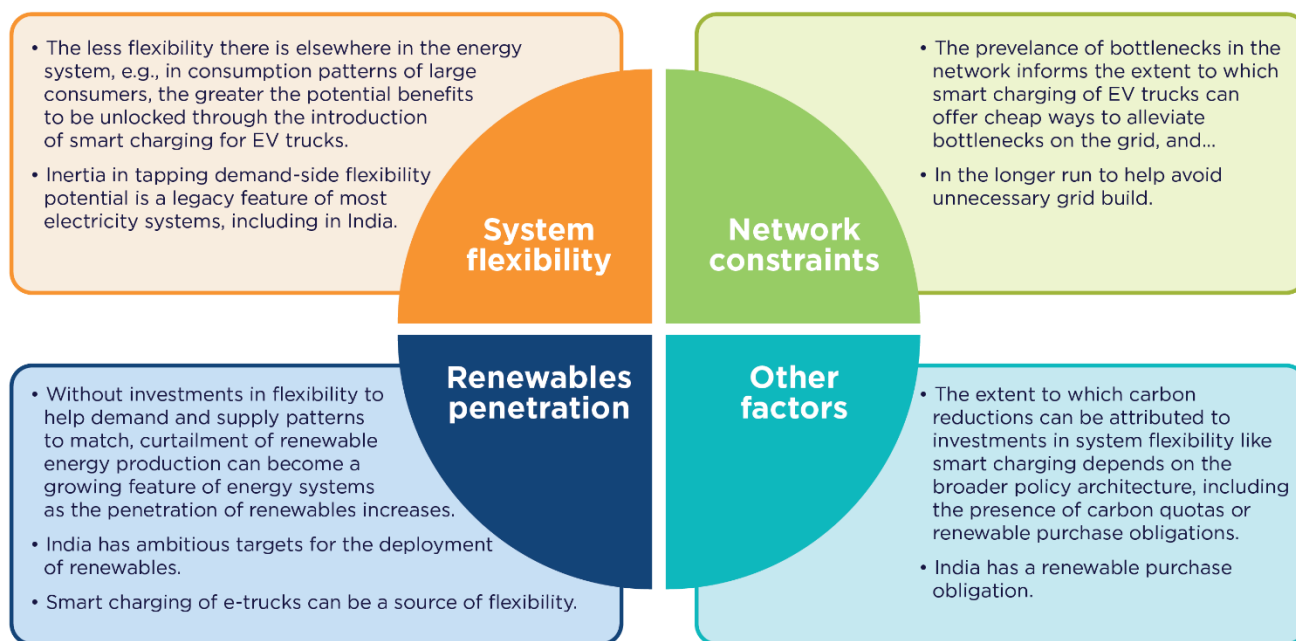 • The less flexibility there is elsewhere in the energy
system, e.g., in consumption patterns of large
consumers, the greater the potential benefits
to be unlocked through the introduction
of smart charging for EV trucks.
• Inertia in tapping demand-side flexibility
potential is a legacy feature of most
electricity systems, including in India.
System
flexibility
• The prevelance of bottlenecks in the
network informs the extent to which
smart charging of EV trucks can
offer cheap ways to alleviate
bottlenecks on the grid, and...
• In the longer run to help avoid
unnecessary grid build.
Network
constraints
• Without investments in flexibility to
help demand and supply patterns
to match, curtailment of renewable
energy production can become a
growing feature of energy systems
as the penetration of renewables increases.
• India has ambitious targets for the deployment
of renewables.
• Smart charging of e-trucks can be a source of flexibility.
Renewables
penetration
Other
factors
• The extent to which carbon
reductions can be attributed to
investments in system flexibility like
smart charging depends on the
broader policy architecture, including
the presence of carbon quotas or
renewable purchase obligations.
• India has a renewable purchase
obligation.